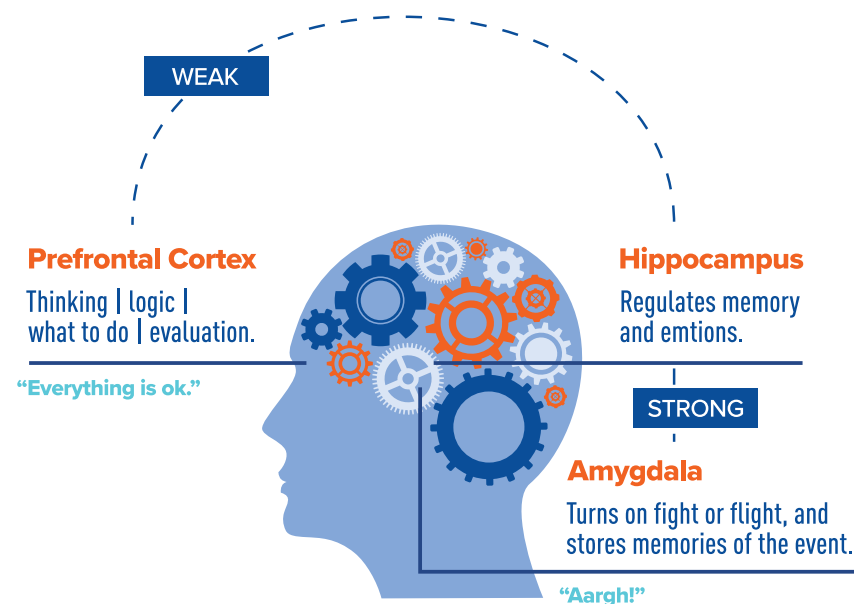 WEAK
Prefrontal Cortex
Thinking | logic |
what to do | evaluation.
“Everything is ok.”
Hippocampus
Regulates memory
and emtions.
STRONG
Amygdala
Turns on fight or flight, and
stores memories of the event.
“Aargh!”